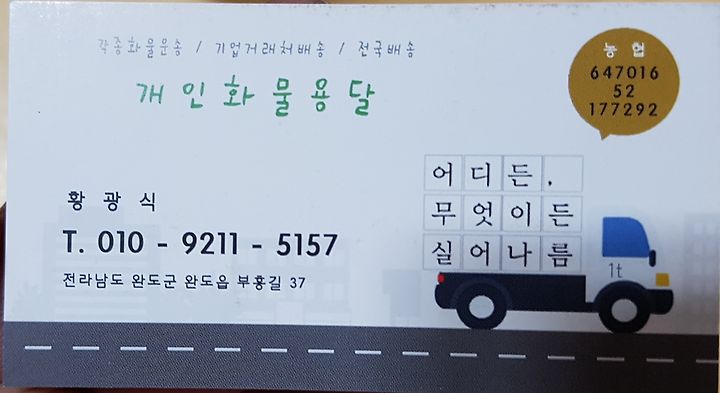 각종화물운송 / 기업거래처배송 / 전국배송
개인화물용달
농협
647016
52
177292
어디든,
무엇이든
실어나름
1t
황광식
T. 010 - 9211 - 5157
전라남도 완도군 완도읍 부흥길 37